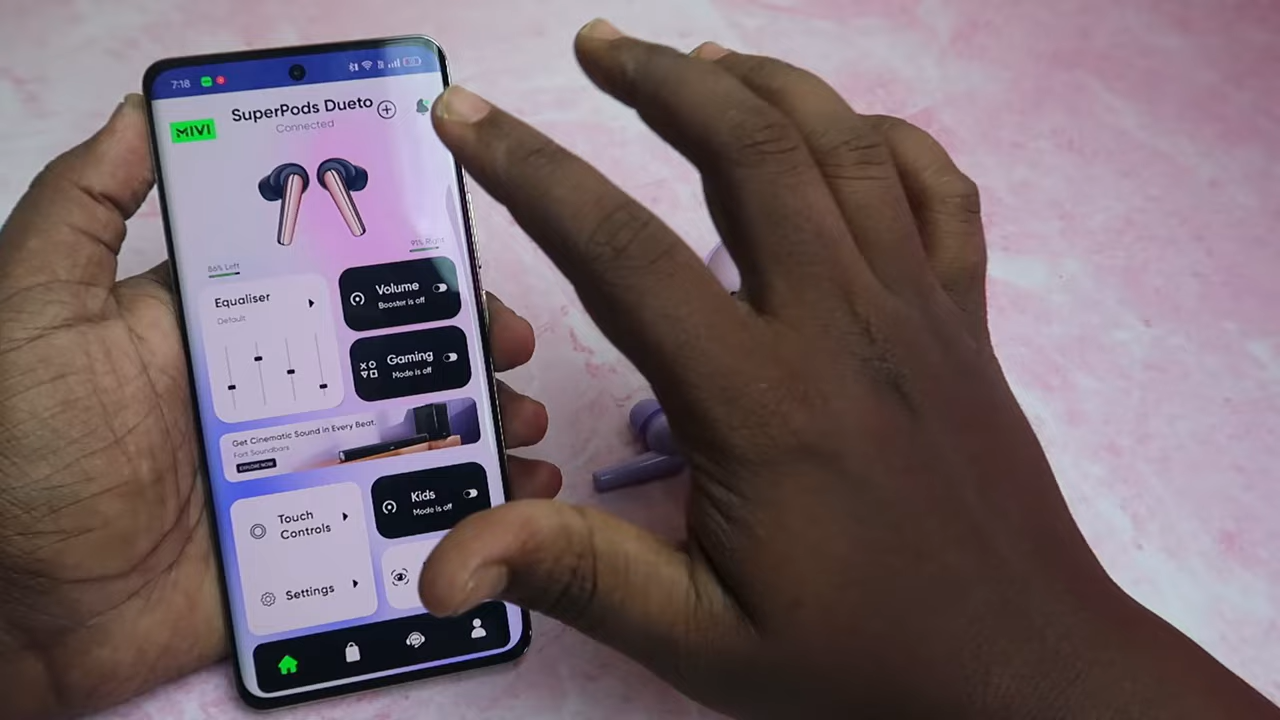 7:18
MIVI
SuperPods Dueto
Connected
86% Left
91% Right
Equaliser
Default
Volume
Booster is off
Gaming
Mode is off
Get Cinematic Sound in Every Beat.
Fort Soundbars
EXPLORE NOW
Touch
Controls
Kids
Mode is off
Settings